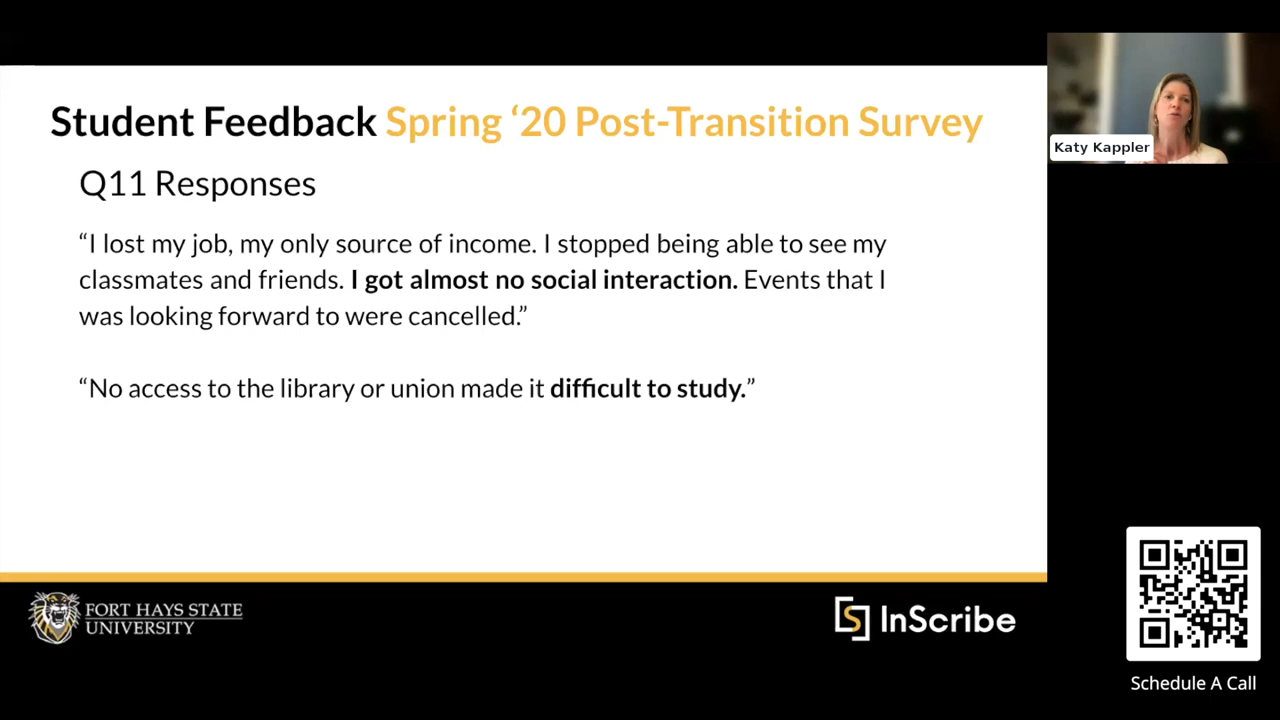 Student Feedback Spring ‘20 Post-Transition Survey
Katy Kappler
Q11 Responses
“I lost my job, my only source of income. I stopped being able to see my
classmates and friends. I got almost no social interaction. Events that I
was looking forward to were cancelled.”
“No access to the library or union made it difficult to study.”
FORT HAYS STATE
UNIVERSITY
InScribe
Schedule A Call